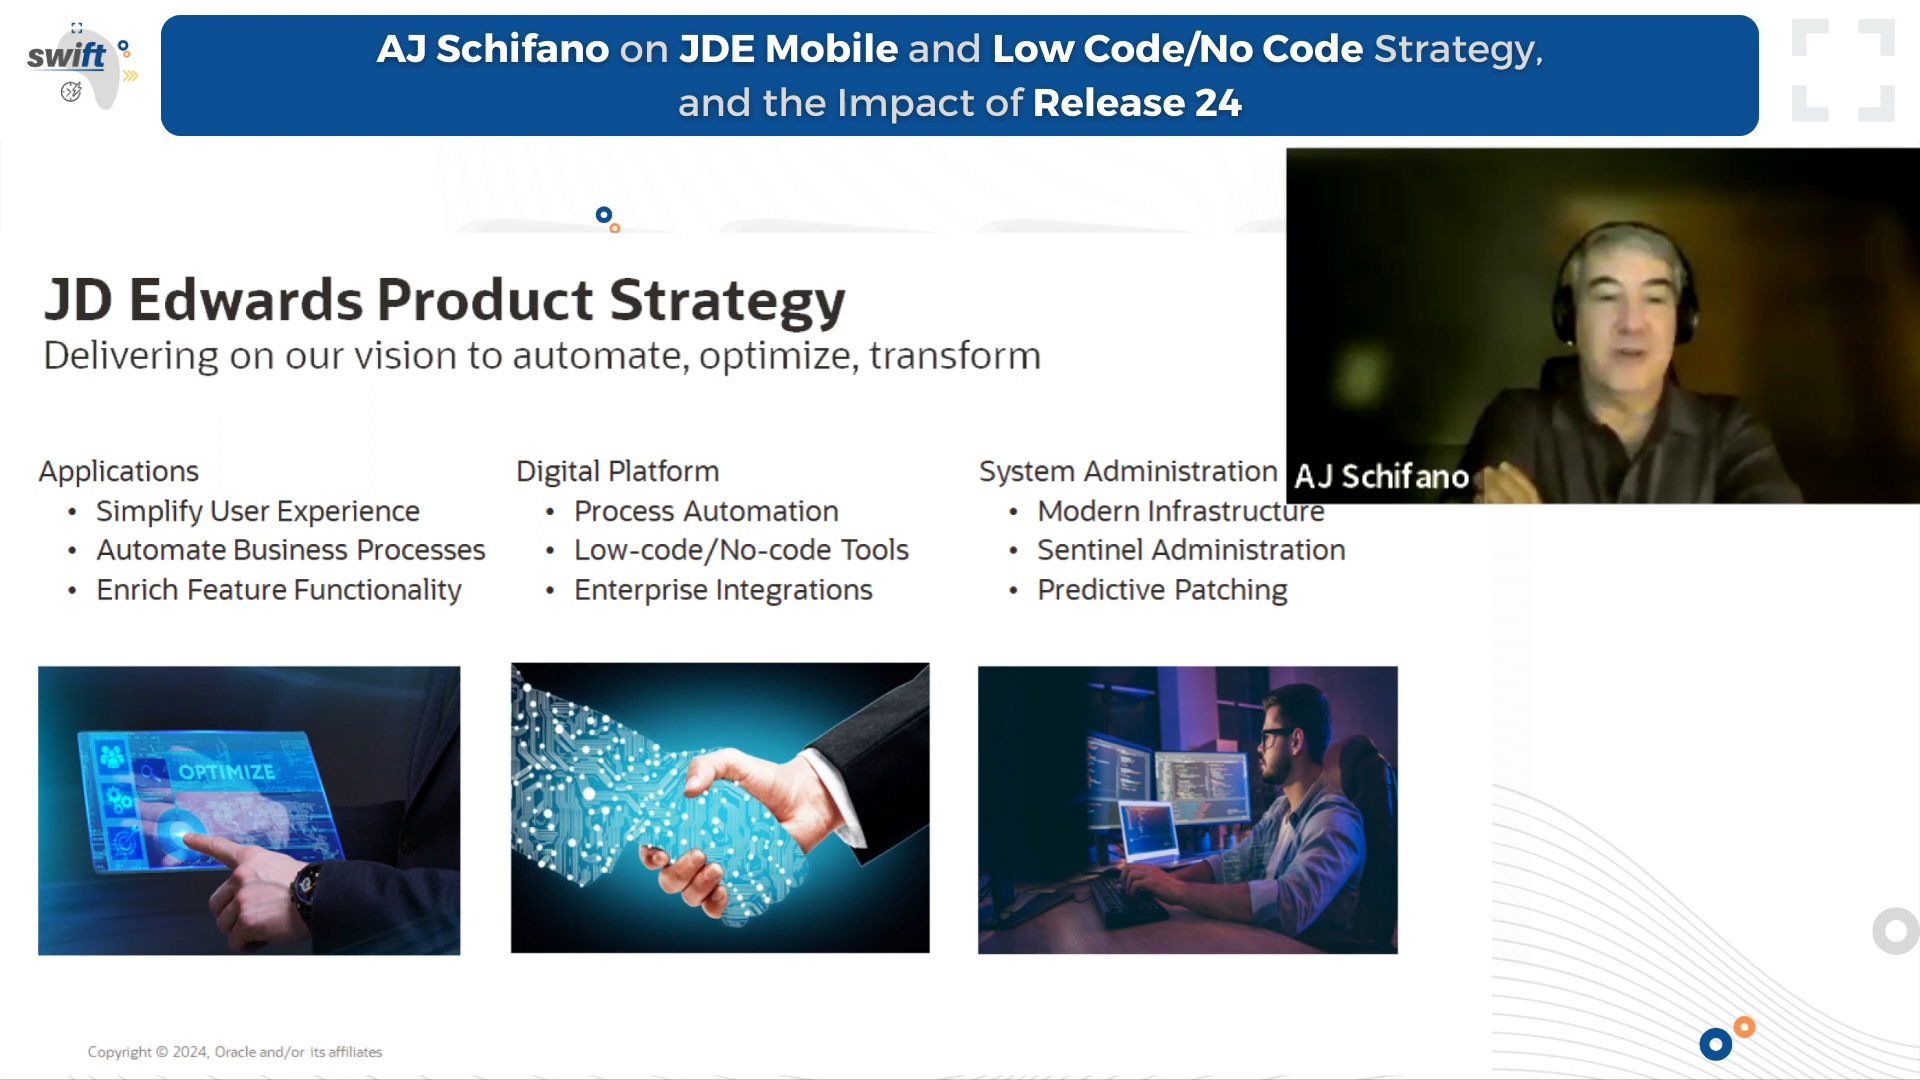 swift
AJ Schifano on JDE Mobile and Low Code/No Code Strategy,
and the Impact of Release 24
JD Edwards Product Strategy
Delivering on our vision to automate, optimize, transform
Applications
• Simplify User Experience
• Automate Business Processes
• Enrich Feature Functionality
Digital Platform
• Process Automation
• Low-code/No-code Tools
• Enterprise Integrations
System Administration
• Modern Infrastructure
• Sentinel Administration
• Predictive Patching
AJ Schifano
OPTIMIZE
Copyright © 2024, Oracle and/or its affiliates